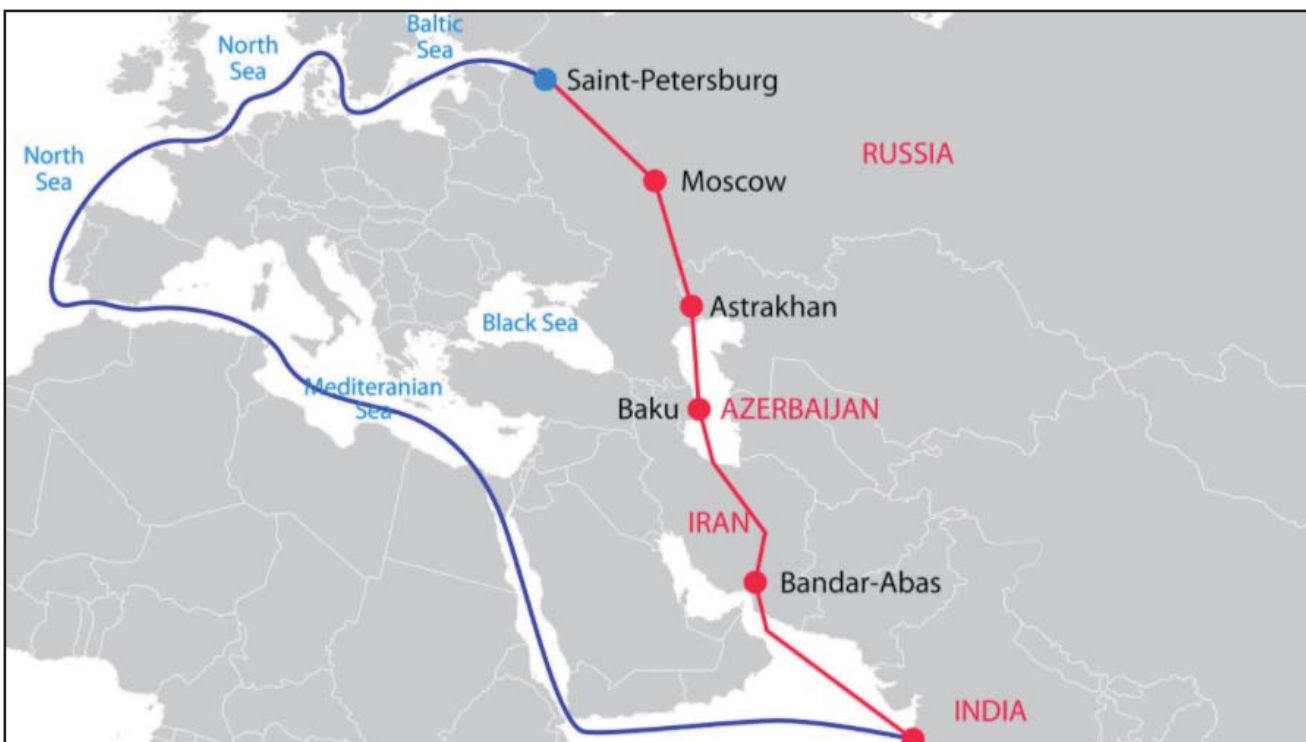 Baltic
Sea
North
Sea
Saint-Petersburg
North
Sea
RUSSIA
Moscow
Astrakhan
Black Sea
Mediteranian
Sea
Baku
AZERBAIJAN
IRAN
Bandar-Abas
INDIA